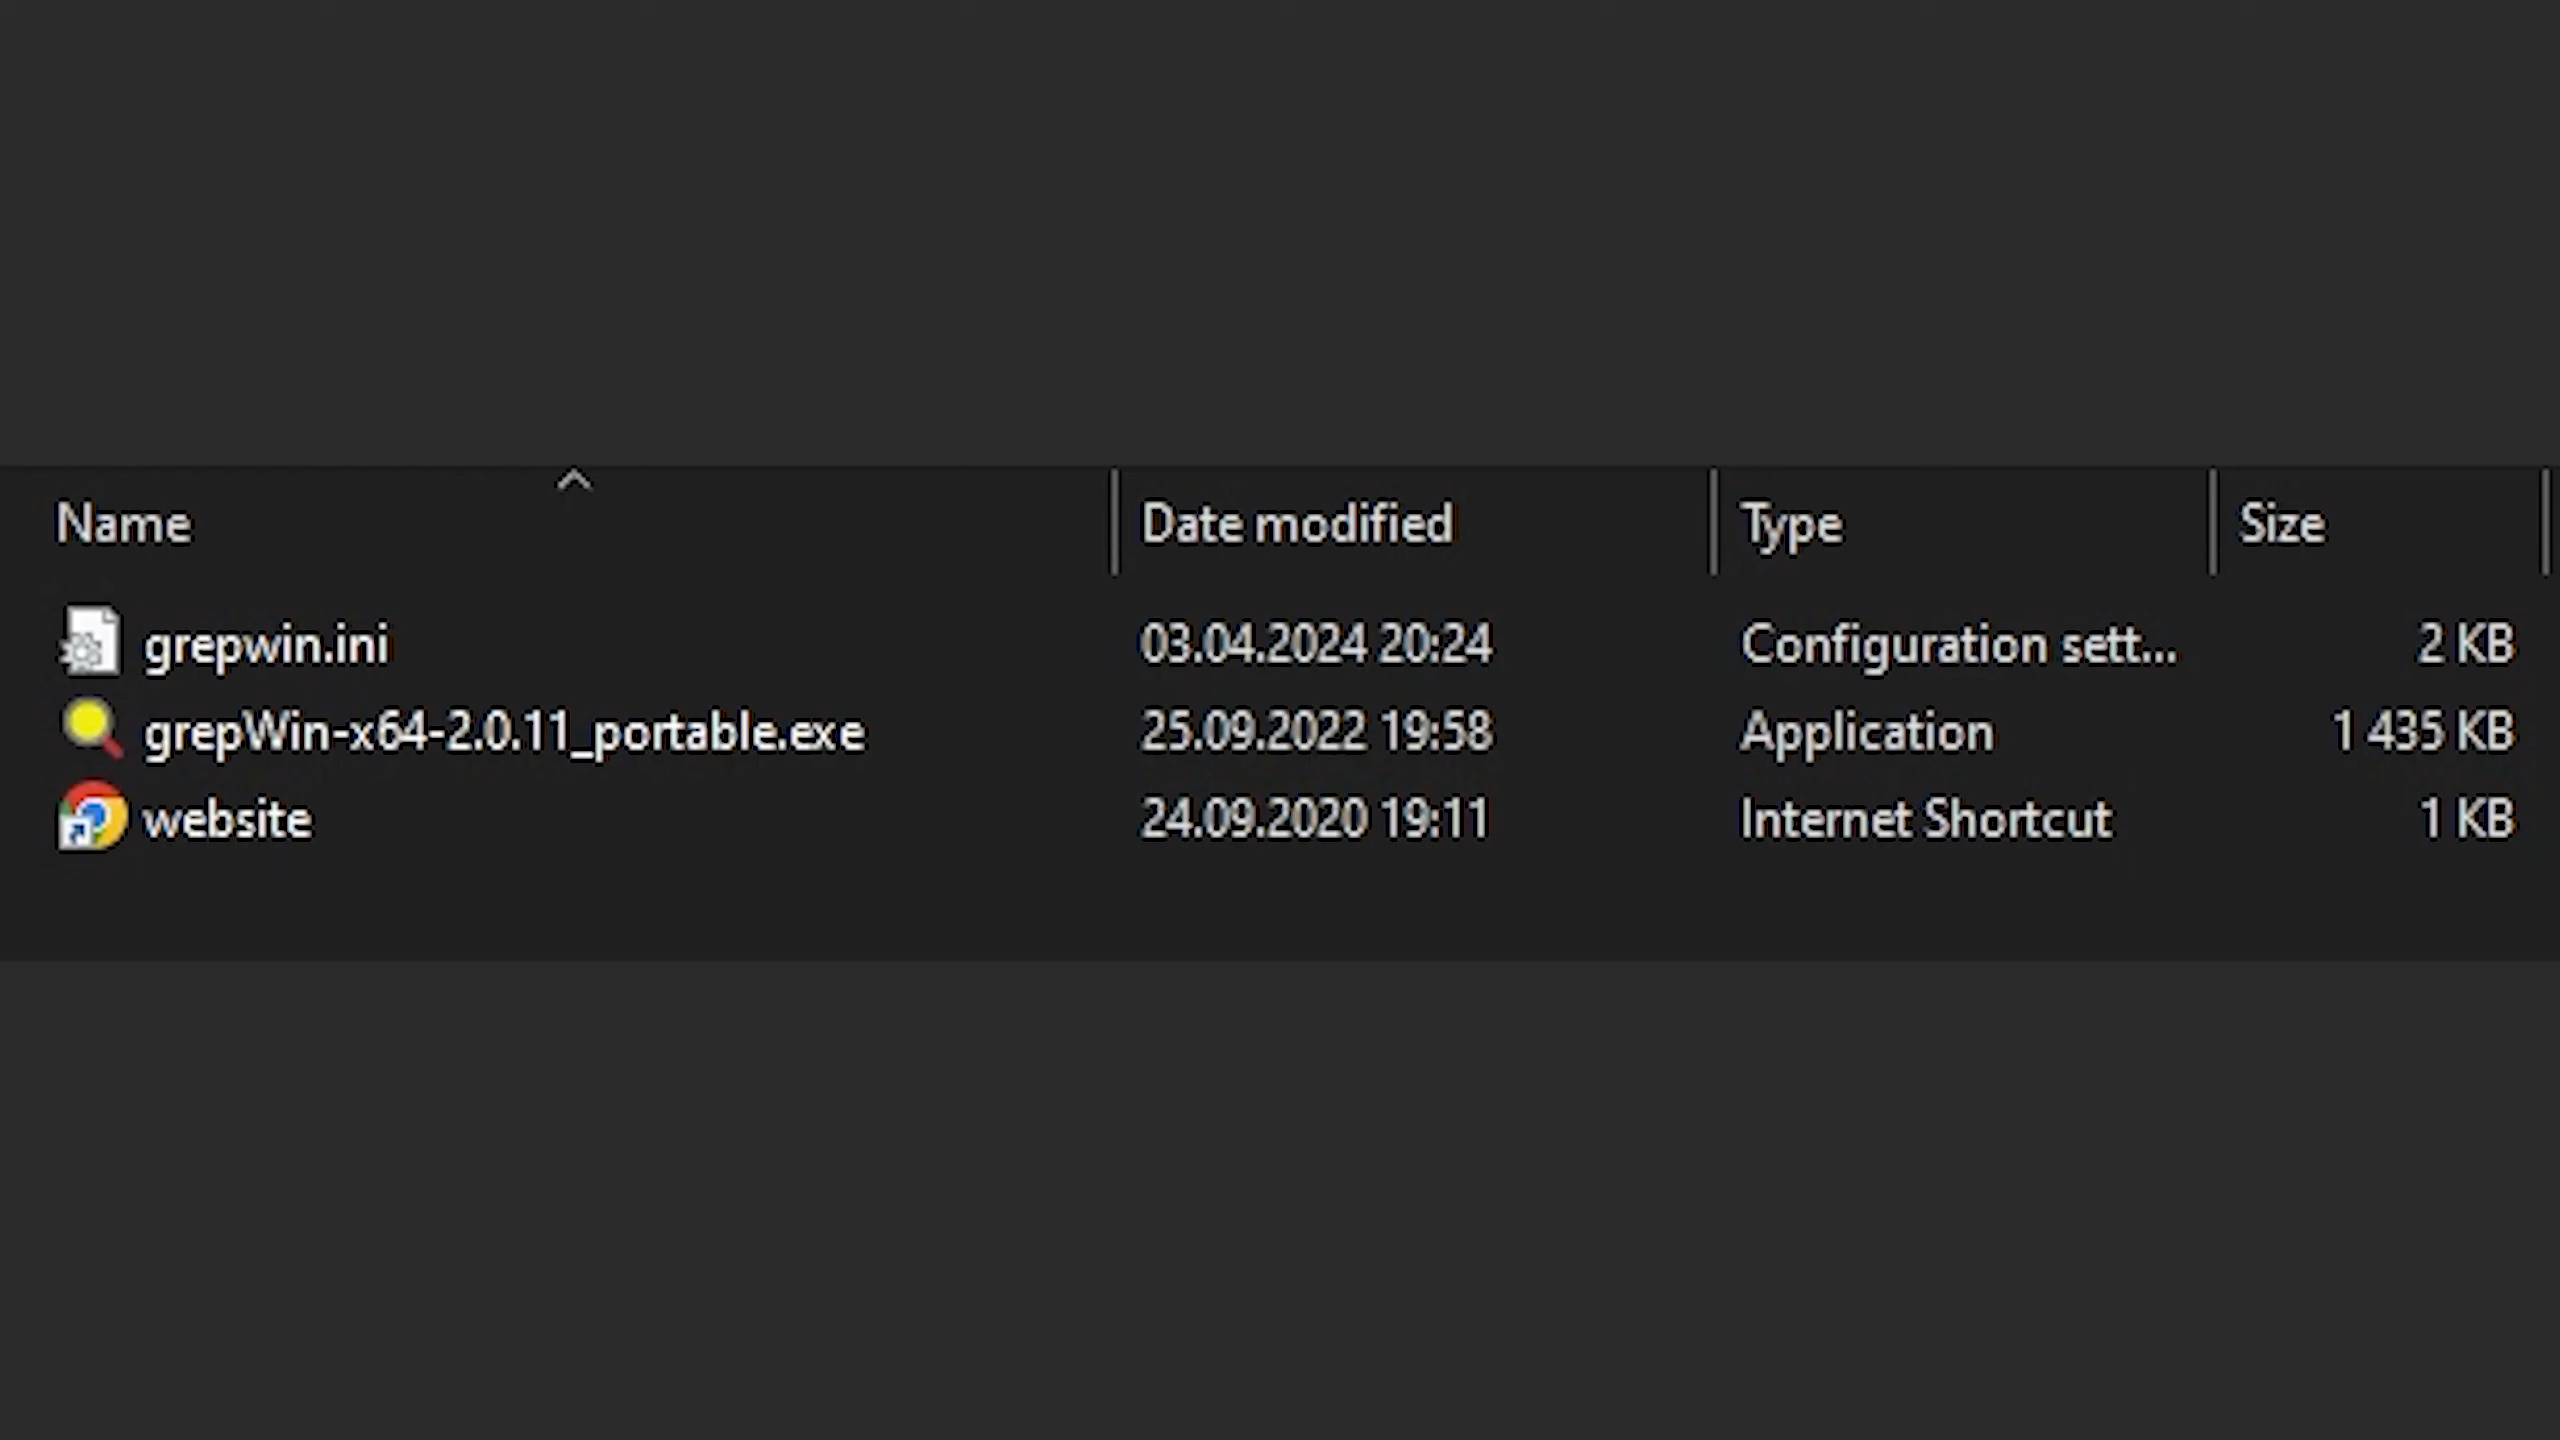 Name Date modified Type Size
grepwin.ini 03.04.2024 20:24 Configuration sett... 2 KB
grepWin-x64-2.0.11_portable.exe 25.09.2022 19:58 Application 1 435 KB
website 24.09.2020 19:11 Internet Shortcut 1 KB